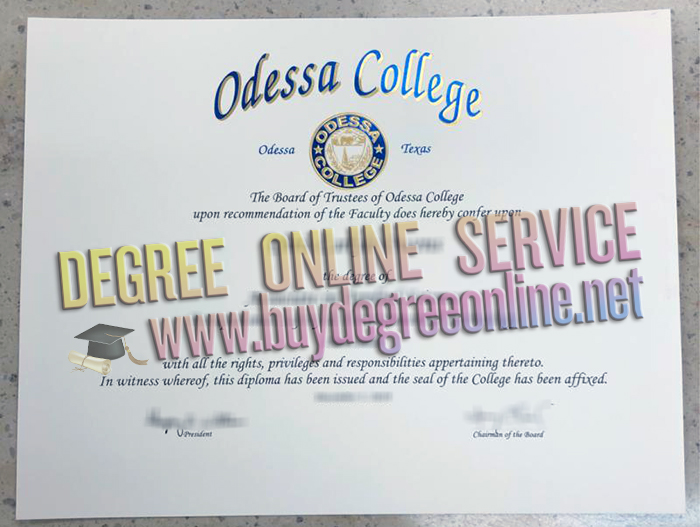 Odessa College
Odessa
ODESSA COLLEGE
Texas
The Board of Trustees of Odessa College
upon recommendation of the Faculty does hereby confer upon
DEGREE ONLINE SERVICE
the degree of
www.buydegreeonline.net
with all the rights, privileges and responsibilities appertaining thereto.
In witness whereof, this diploma has been issued and the seal of the College has been affixed.
President
Chairman of the Board